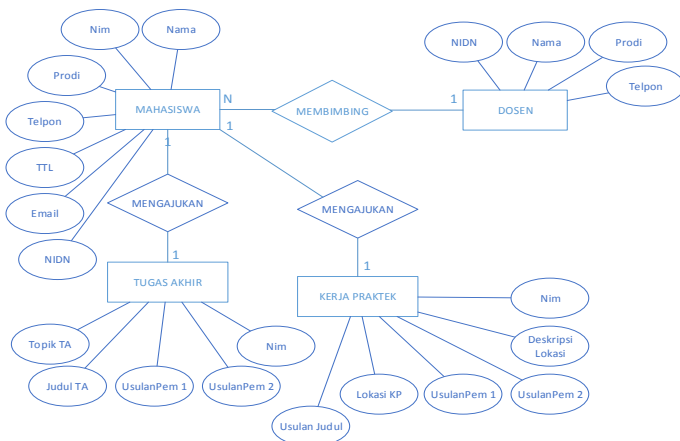 Nim
Nama
NIDN
Nama
Prodi
Prodi
Telpon
MAHASISWA
N
MEMBIMBING
1
DOSEN
Telpon
1
1
TTL
Email
MENGAJUKAN
MENGAJUKAN
NIDN
1
1
TUGAS AKHIR
KERJA PRAKTEK
Nim
Topik TA
Nim
Deskripsi
Lokasi
Judul TA
UsulanPem 1
UsulanPem 2
Lokasi KP
UsulanPem 1
UsulanPem 2
Usulan Judul